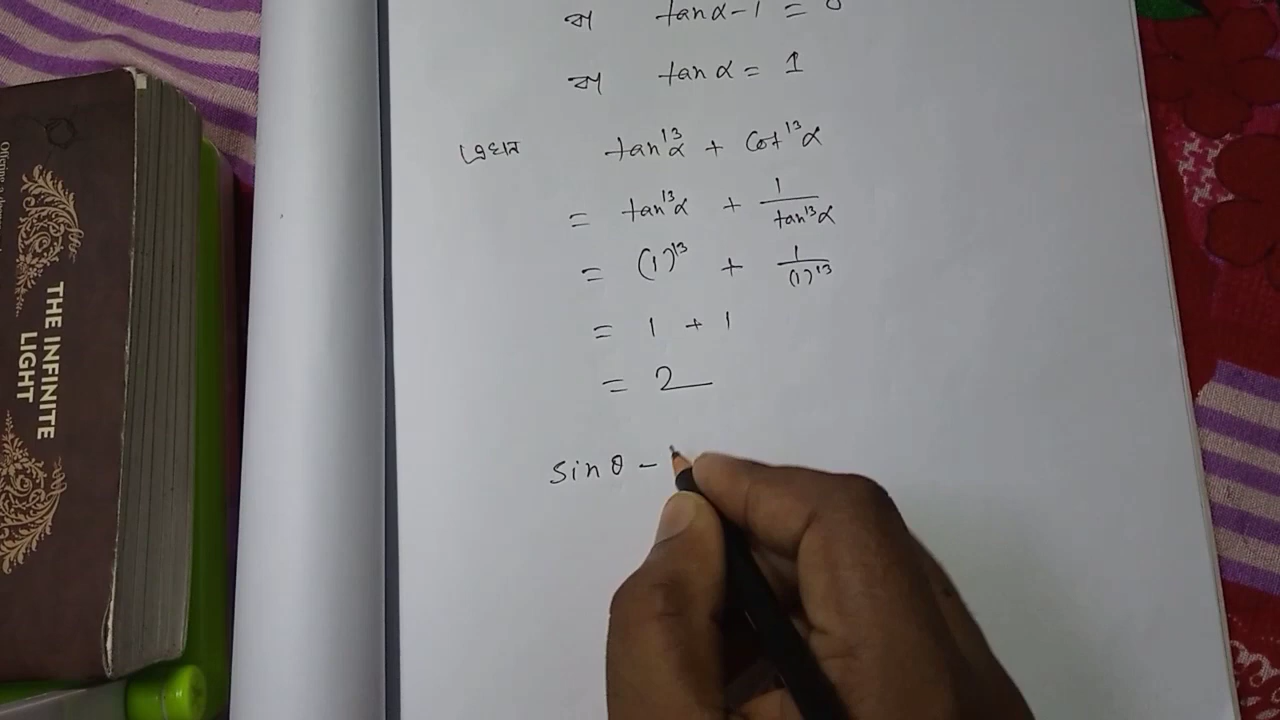 বা tanα-1 = 0
বা tanα = 1
এখন tan¹³α + Cot¹³α
= tan¹³α + 1/tan¹³α
= (1)¹³ + 1/(1)¹³
= 1 + 1
= 2
sinθ -
THE INFINITE
LIGHT